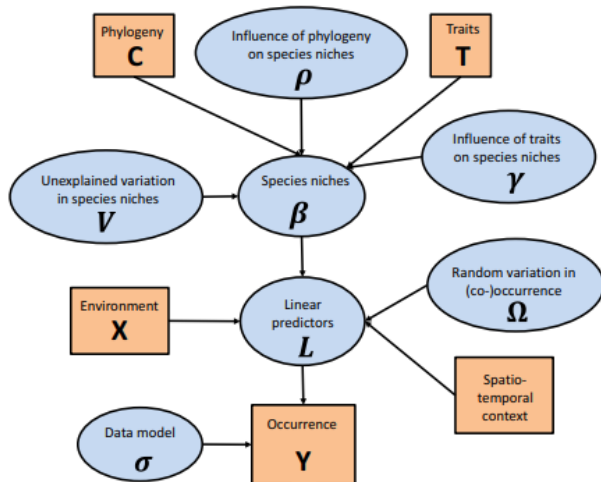 Phylogeny
C
Influence of phylogeny
on species niches
ρ
Traits
T
Influence of traits
on species niches
γ
Unexplained variation
in species niches
V
Species niches
β
Random variation in
(co-)occurrence
Ω
Environment
X
Linear
predictors
L
Spatio-
temporal
context
Data model
σ
Occurrence
Y